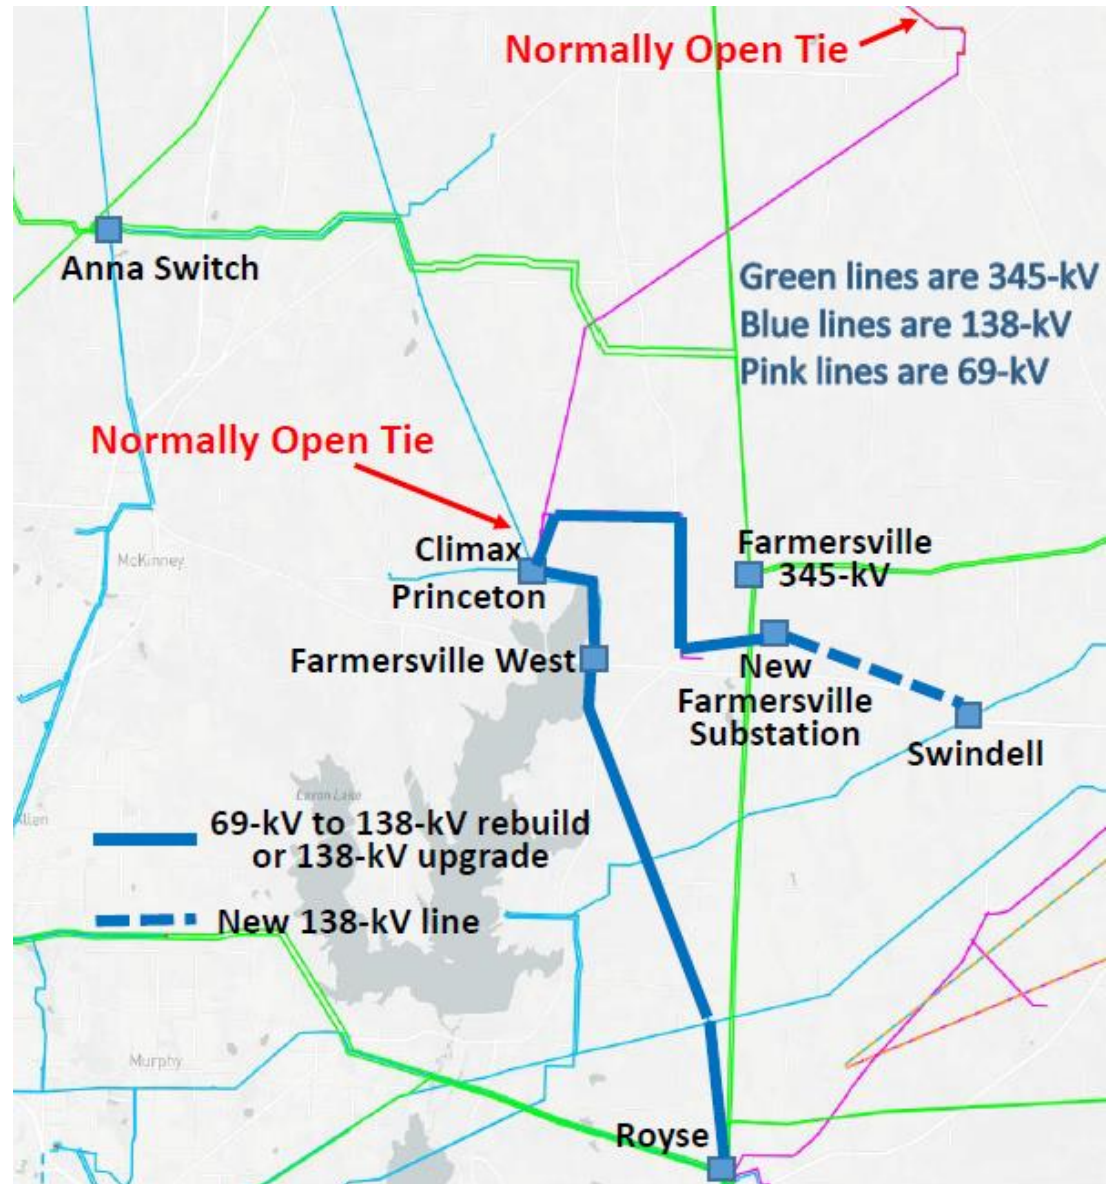 Normally Open Tie
Anna Switch
Green lines are 345-kV
Blue lines are 138-kV
Pink lines are 69-kV
Normally Open Tie
McKinney
Climax
Princeton
Farmersville
345-kV
Farmersville West
New
Farmersville
Substation
Swindell
Lavon Lake
Allen
69-kV to 138-kV rebuild
or 138-kV upgrade
New 138-kV line
Murphy
Royse